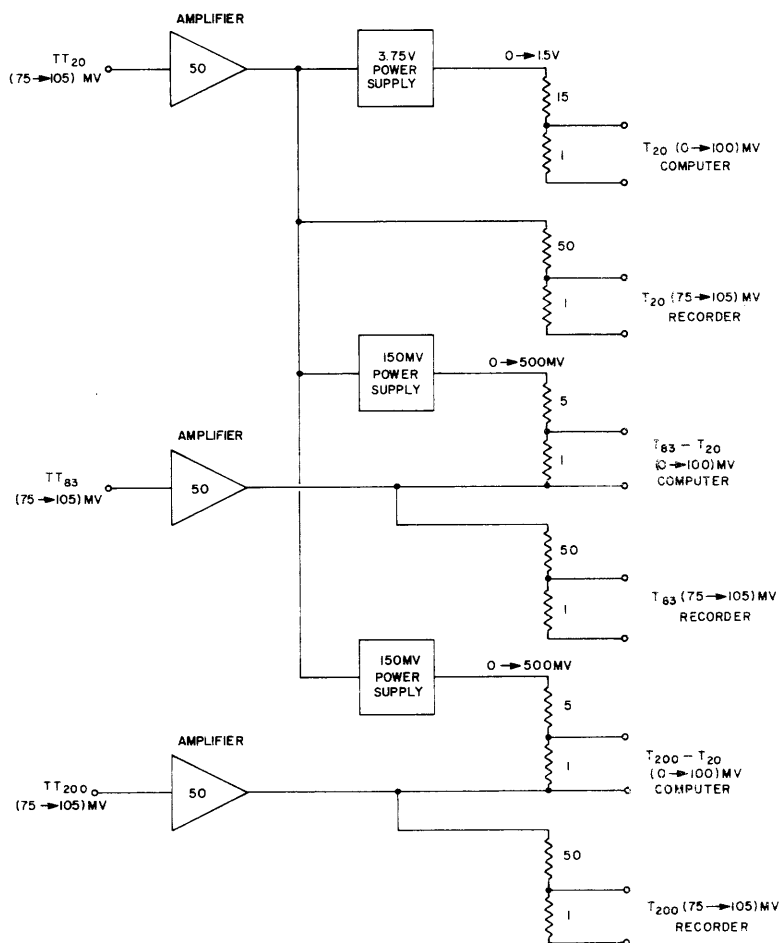 AMPLIFIER
TT20
(75→105) MV
50
3.75V
POWER
SUPPLY
0→1.5V
15
1
T20 (0→100) MV
COMPUTER
50
1
T20 (75→105) MV
RECORDER
150MV
POWER
SUPPLY
0→500MV
5
1
T83 − T20
(0→100) MV
COMPUTER
AMPLIFIER
TT83
(75→105) MV
50
50
1
T83 (75→105) MV
RECORDER
150MV
POWER
SUPPLY
0→500MV
5
1
T200 − T20
(0→100) MV
COMPUTER
AMPLIFIER
TT200
(75→105) MV
50
50
1
T200 (75→105) MV
RECORDER